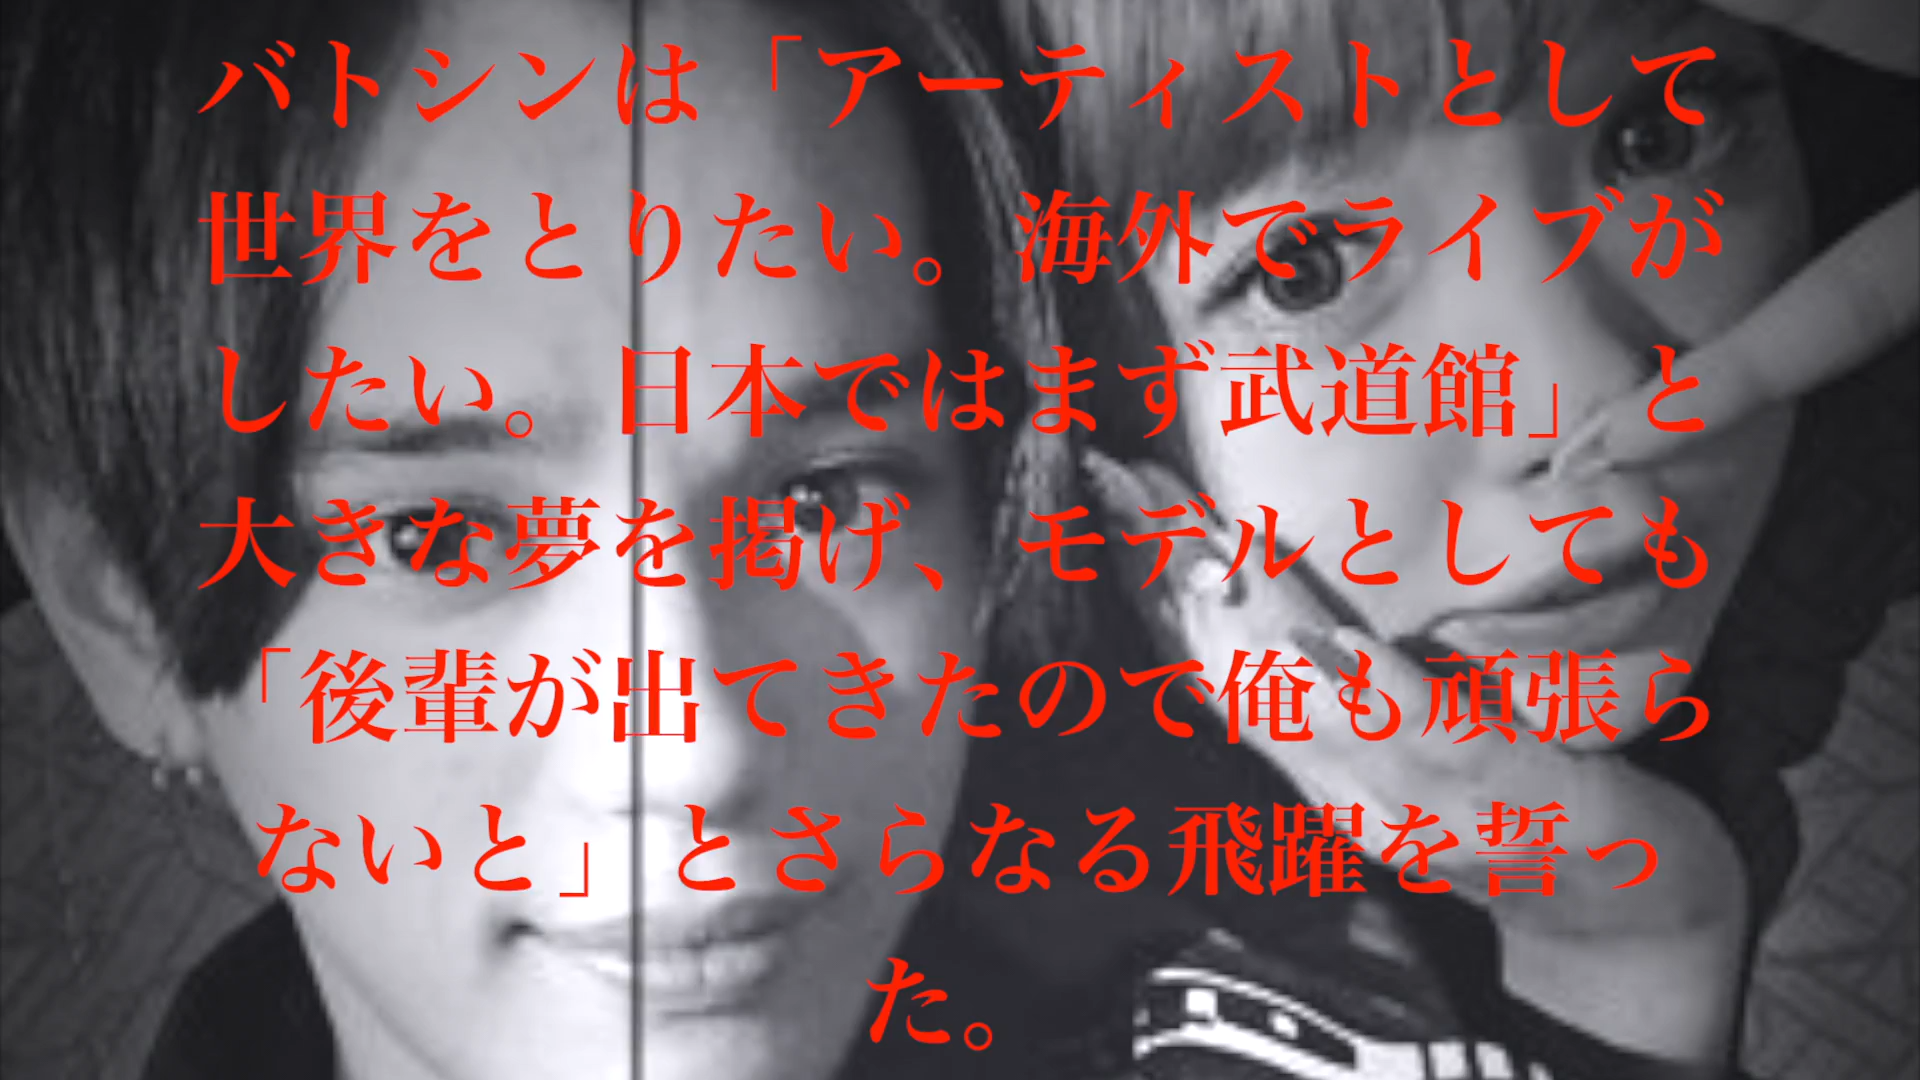 バトシンは「アーティストとして
世界をとりたい。海外でライブが
したい。日本ではまず武道館」と
大きな夢を掲げ、モデルとしても
「後輩が出てきたので俺も頑張ら
ないと」とさらなる飛躍を誓っ
た。